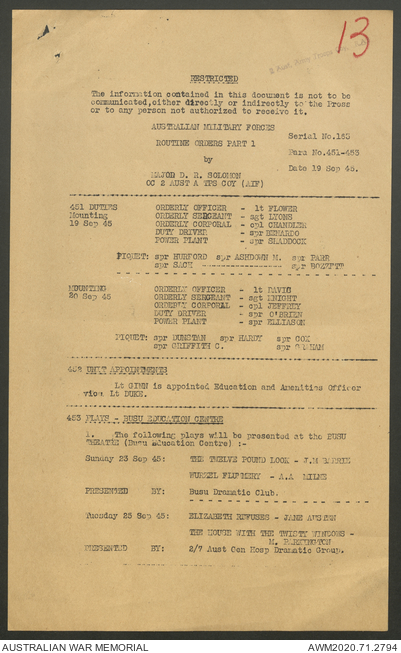 13
RESTRICTED
The information contained in this document is not to be
communicated, either directly or indirectly to the Press
or to any person not authorized to receive it.
AUSTRALIAN MILITARY FORCES
Serial No.163
ROUTINE ORDERS PART 1
Para No.451-453
by
Date 19 Sep 45.
MAJOR D. R. SOLOMON
OC 2 AUST A TPS COY (AIF)
451 DUTIES ORDERLY OFFICER - lt FLOWER
Mounting ORDERLY SERGEANT - sgt LYONS
19 Sep 45 ORDERLY CORPORAL - cpl CHANDLER
DUTY DRIVER - spr BENARDO
POWER PLANT - spr SHADDOCK
PIQUET: spr HURFORD spr ASHDOWN M. spr PARR
spr SACH spr BOZETTE
MOUNTING ORDERLY OFFICER - lt DAVIS
20 Sep 45 ORDERLY SERGEANT - sgt KNIGHT
ORDERLY CORPORAL - cpl JEFFREY
DUTY DRIVER - spr O'BRIEN
POWER PLANT - spr ELLIASON
PIQUET: spr DUNSTAN spr HARDY spr COX
spr GRIFFITH C. spr
452 UNIT APPOINTMENTS
Lt GINN is appointed Education and Amenities Officer
vice Lt DUKE.
453 PLAYS - BUSU EDUCATION CENTRE
1. The following plays will be presented at the BUSU
THEATRE (Busu Education Centre) :-
Sunday 23 Sep 45: THE TWELVE POUND LOOK - J.M BARRIE
WURZEL FLUMMERY - A.A MILNE
PRESENTED BY: Busu Dramatic Club.
Tuesday 25 Sep 45: ELIZABETH REFUSES - JANE AUSTEN
THE HOUSE WITH THE TWISTY WINDOWS -
M. PAKINGTON
PRESENTED BY: 2/7 Aust Gen Hosp Dramatic Group.
AUSTRALIAN WAR MEMORIAL
AWM2020.71.2794